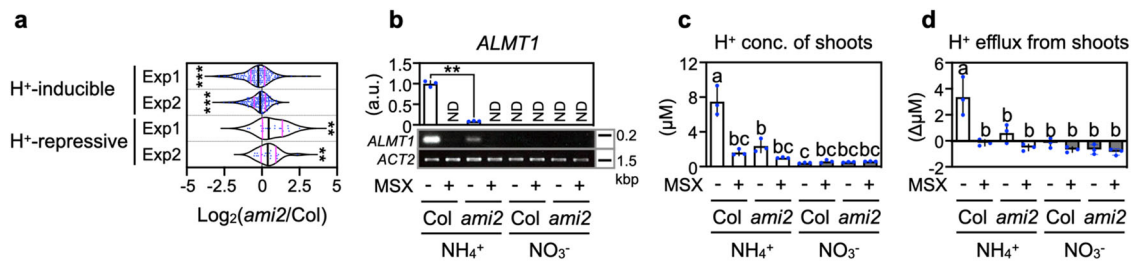 a
H⁺-inducible
H⁺-repressive
Exp1
Exp2
Exp1
Exp2
***
***
**
**
-5 -2.5 0 2.5 5
Log₂(ami2/Col)
b
ALMT1
(a.u.)
1.5
1.0
0.5
0
**
ND ND ND ND ND ND
ALMT1
ACT2
0.2
1.5
kbp
MSX - + - + - + - +
Col ami2 Col ami2
NH₄⁺ NO₃⁻
c
H⁺ conc. of shoots
(μM)
12
8
4
0
a bc b bc c bc bc bc
MSX - + - + - + - +
Col ami2 Col ami2
NH₄⁺ NO₃⁻
d
H⁺ efflux from shoots
(ΔμM)
6
4
2
0
-2
a b b b b b b b
MSX - + - + - + - +
Col ami2 Col ami2
NH₄⁺ NO₃⁻